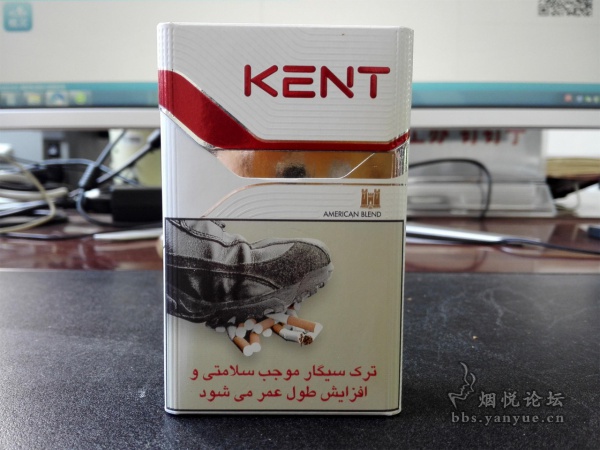 KENT
AMERICAN BLEND
ترک سیگار موجب سلامتی و
افزایش طول عمر می شود
烟悦论坛
bbs.yanyue.cn